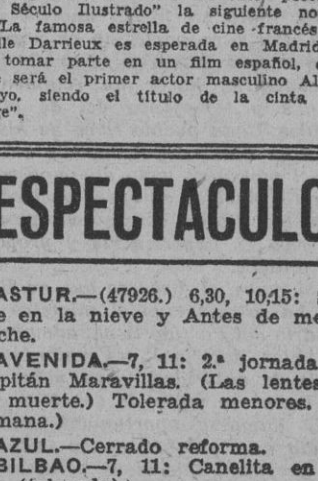 Século Ilustrado" la siguiente no
La famosa estrella de cine francés
lle Darrieux es esperada en Madrid
tomar parte en un film español,
será el primer actor masculino Al
yo, siendo el título de la cinta
e".
ESPECTACULO
ASTUR.—(47926.) 6,30, 10,15:
e en la nieve y Antes de me
che.
AVENIDA.—7, 11: 2.ª jornada
pitán Maravillas. (Las lentes
muerte.) Tolerada menores.
mana.)
AZUL.—Cerrado reforma.
BILBAO.—7, 11: Canelita en